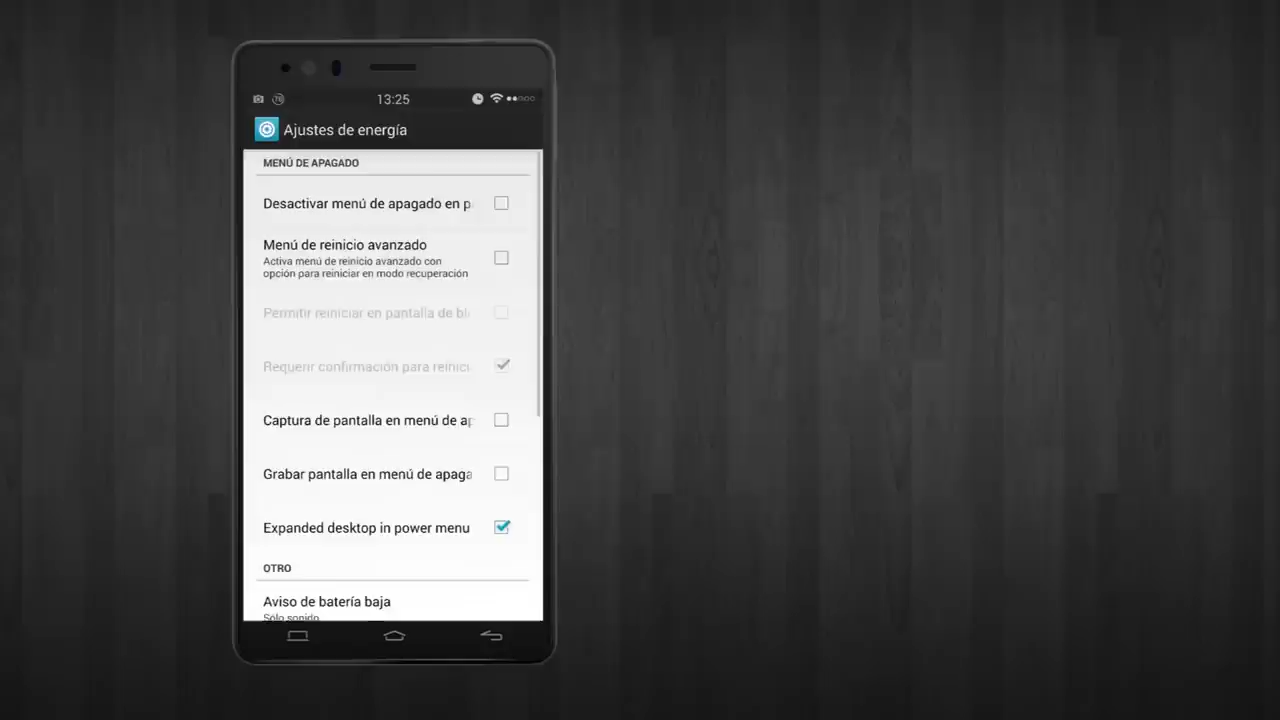 13:25
Ajustes de energía
MENÚ DE APAGADO
Desactivar menú de apagado en p
Menú de reinicio avanzado
Activa menú de reinicio avanzado con
opción para reiniciar en modo recuperación
Permitir reiniciar en pantalla de bl
Requerir confirmación para reinici
Captura de pantalla en menú de ap
Grabar pantalla en menú de apaga
Expanded desktop in power menu
OTRO
Aviso de batería baja
Sólo sonido